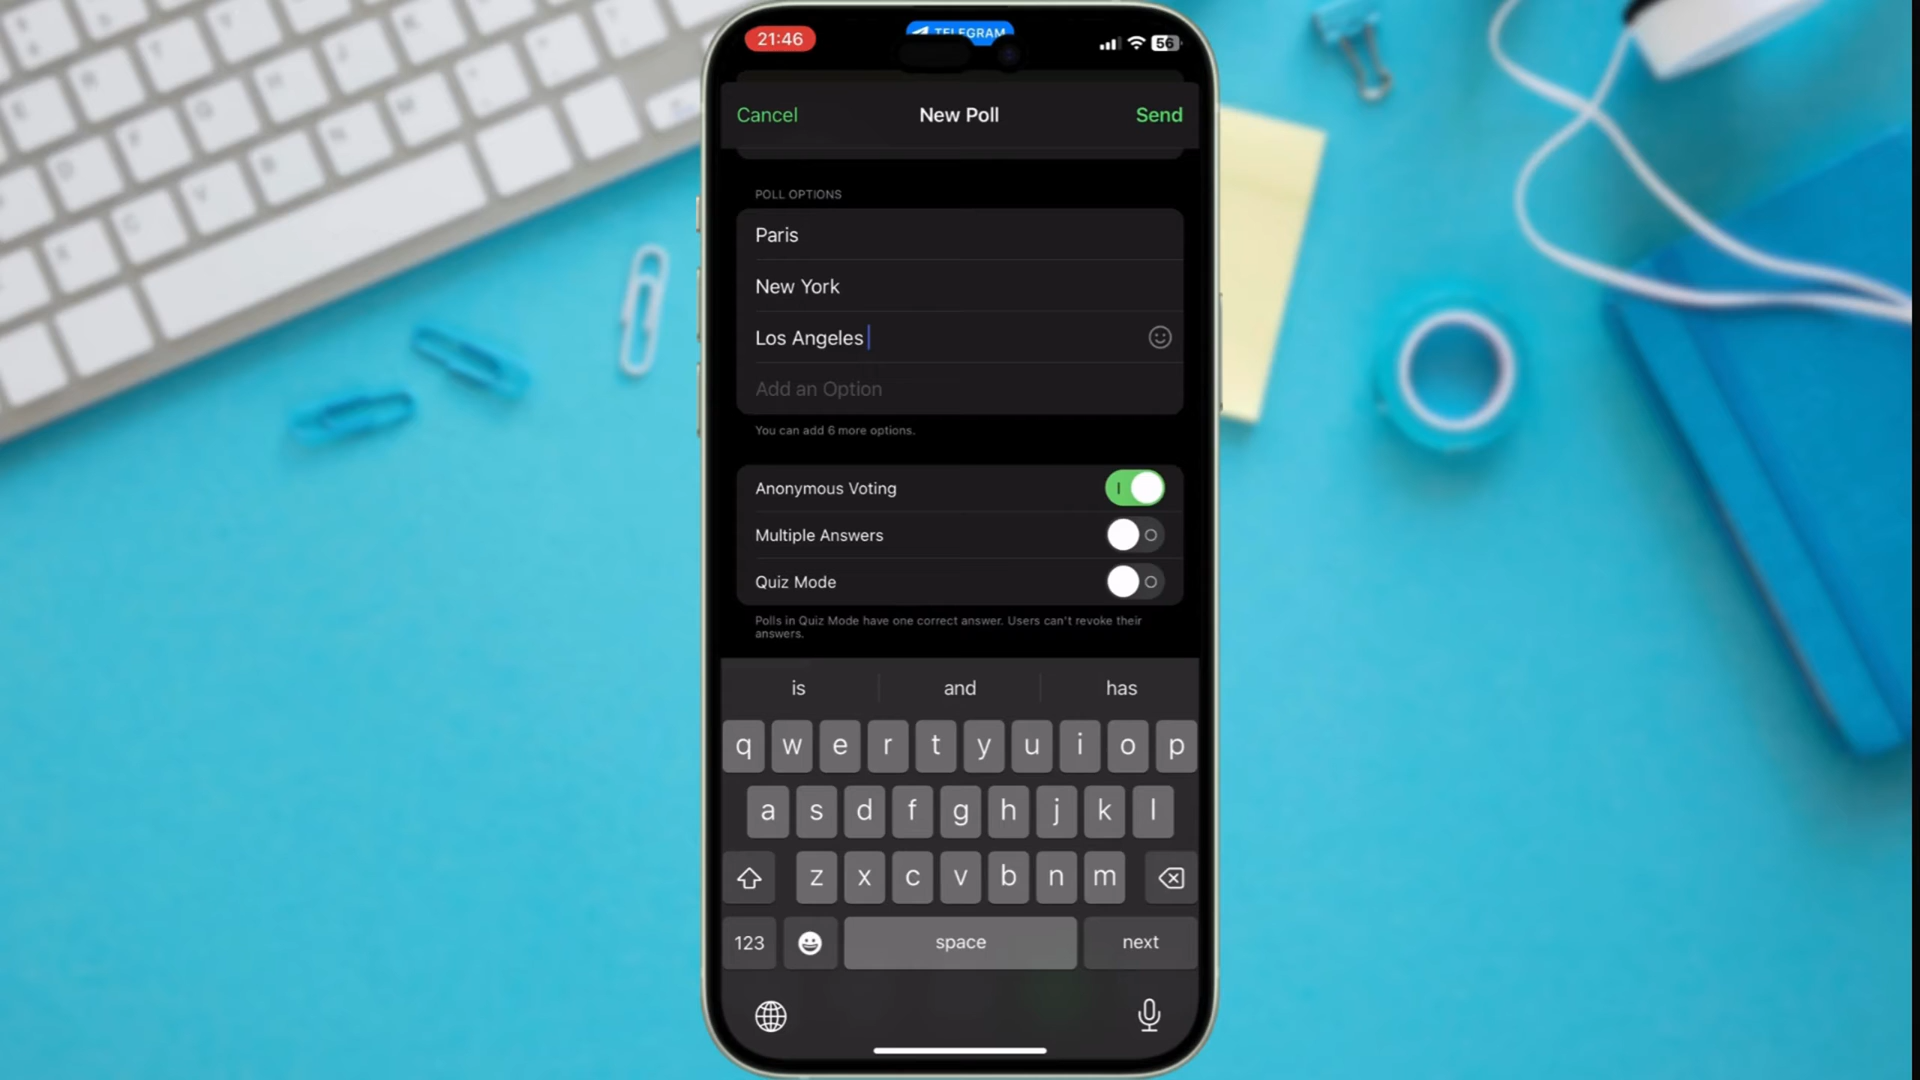 21:46
TELEGRAM
56
Cancel
New Poll
Send
POLL OPTIONS
Paris
New York
Los Angeles
Add an Option
You can add 6 more options.
Anonymous Voting
Multiple Answers
Quiz Mode
Polls in Quiz Mode have one correct answer. Users can't revoke their
answers.
is and has
q w e r t y u i o p
a s d f g h j k l
z x c v b n m
123 space next